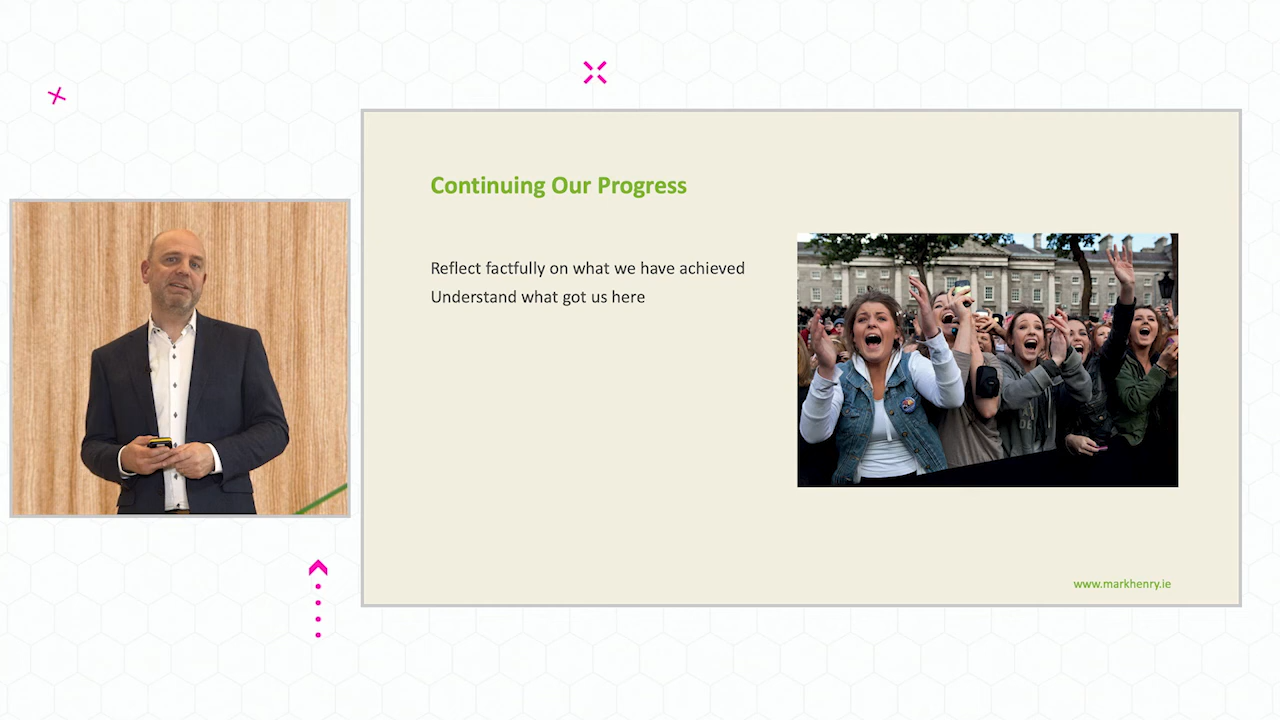 Continuing Our Progress
Reflect factfully on what we have achieved
Understand what got us here
www.markhenry.ie